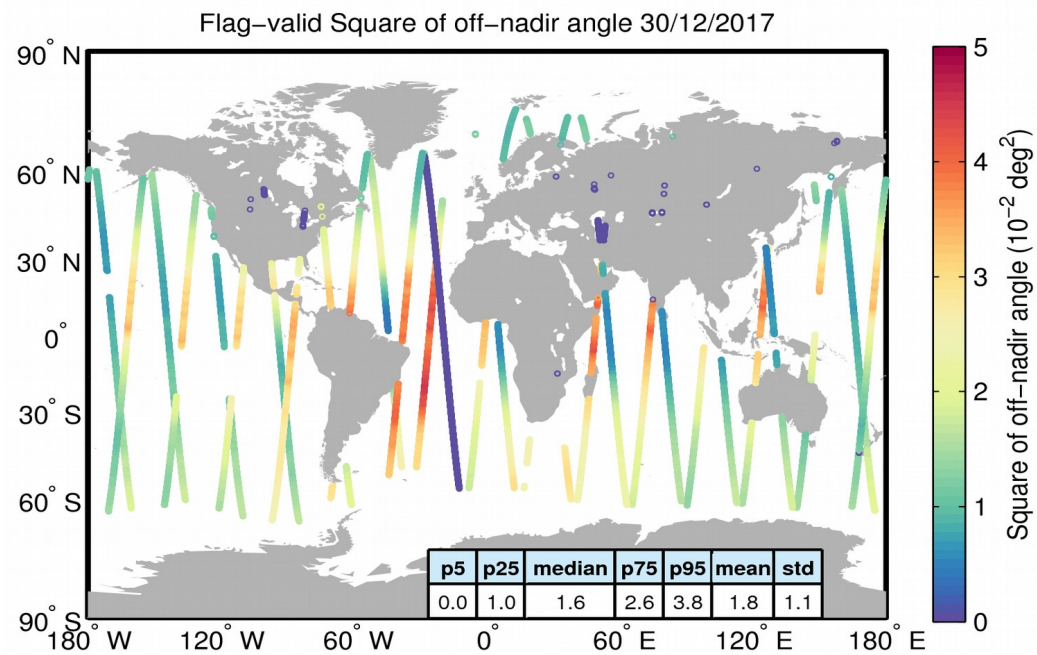 Flag−valid Square of off−nadir angle 30/12/2017
90° N
60° N
30° N
0°
30° S
60° S
90° S
180° W 120° W 60° W 0° 60° E 120° E 180° E
p5 p25 median p75 p95 mean std
0.0 1.0 1.6 2.6 3.8 1.8 1.1
5
4
3
2
1
0
Square of off−nadir angle (10⁻² deg²)